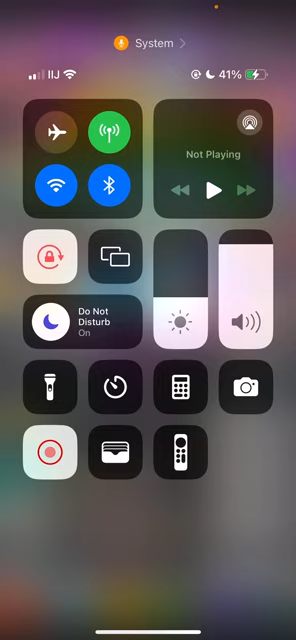 System
IIJ
41%
Not Playing
Do Not
Disturb
On